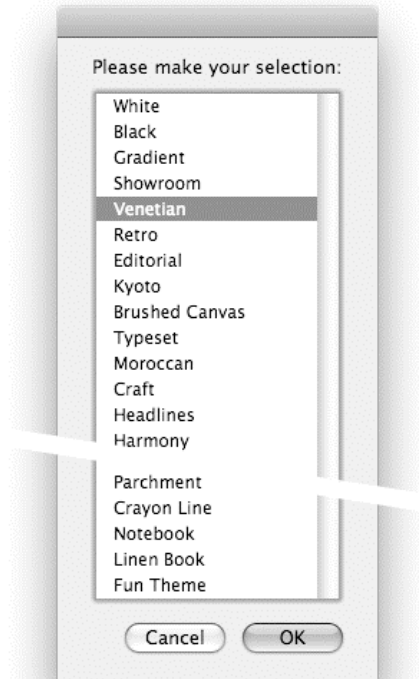 Please make your selection:
White
Black
Gradient
Showroom
Venetian
Retro
Editorial
Kyoto
Brushed Canvas
Typeset
Moroccan
Craft
Headlines
Harmony
Parchment
Crayon Line
Notebook
Linen Book
Fun Theme
Cancel OK